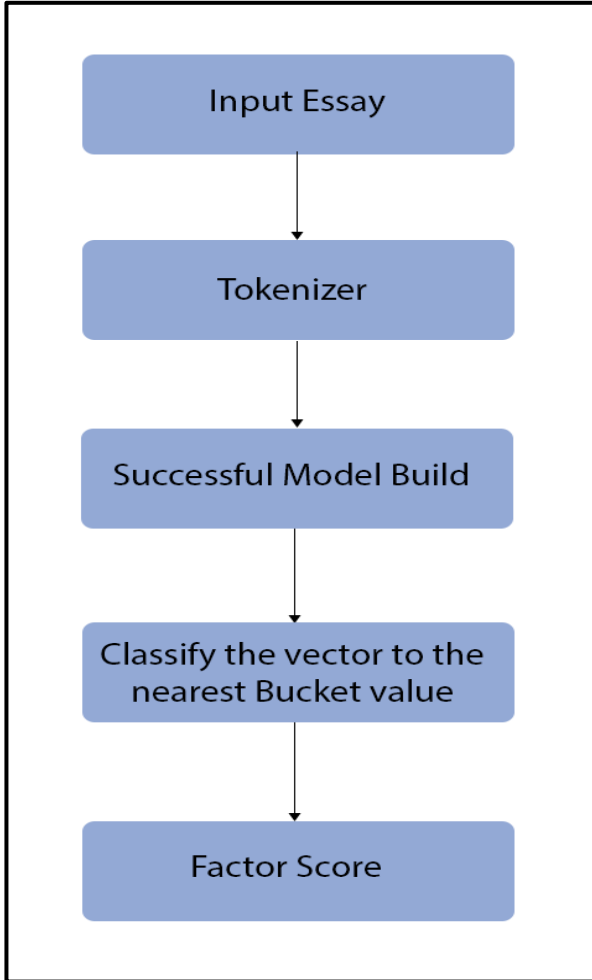 Input Essay
Tokenizer
Successful Model Build
Classify the vector to the
nearest Bucket value
Factor Score